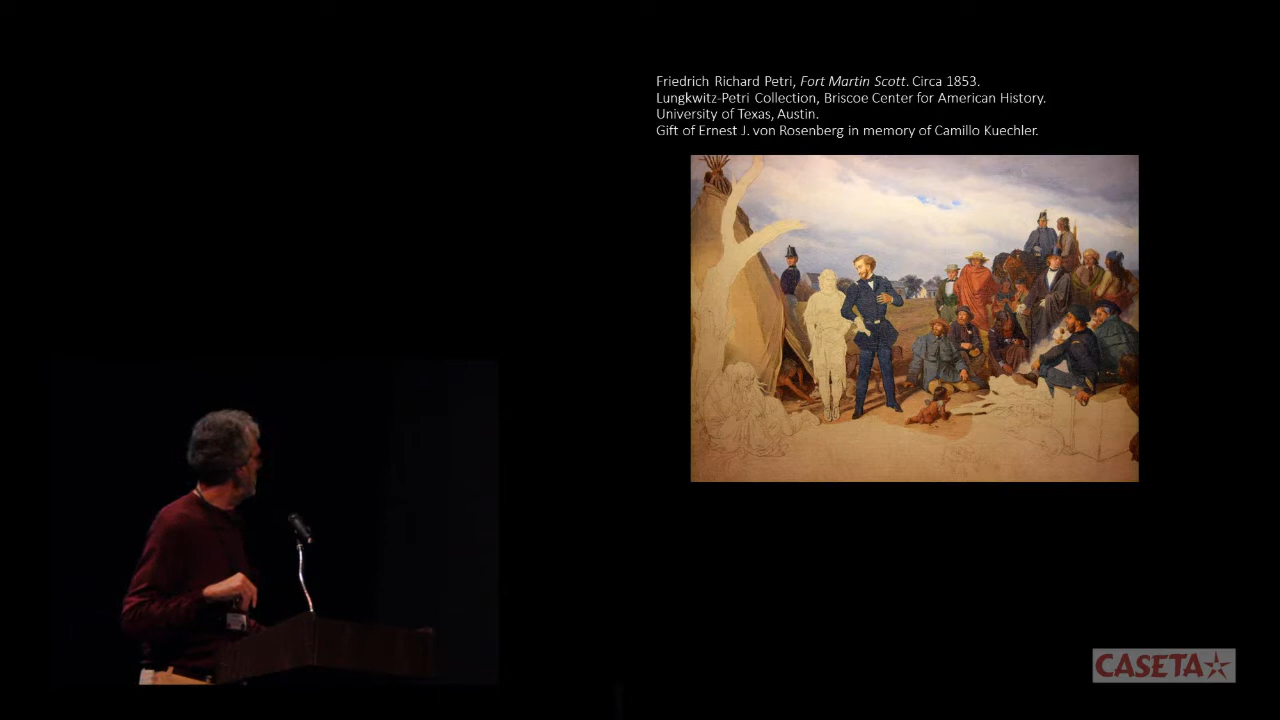 Friedrich Richard Petri, Fort Martin Scott. Circa 1853.
Lungkwitz-Petri Collection, Briscoe Center for American History.
University of Texas, Austin.
Gift of Ernest J. von Rosenberg in memory of Camillo Kuechler.
CASETA